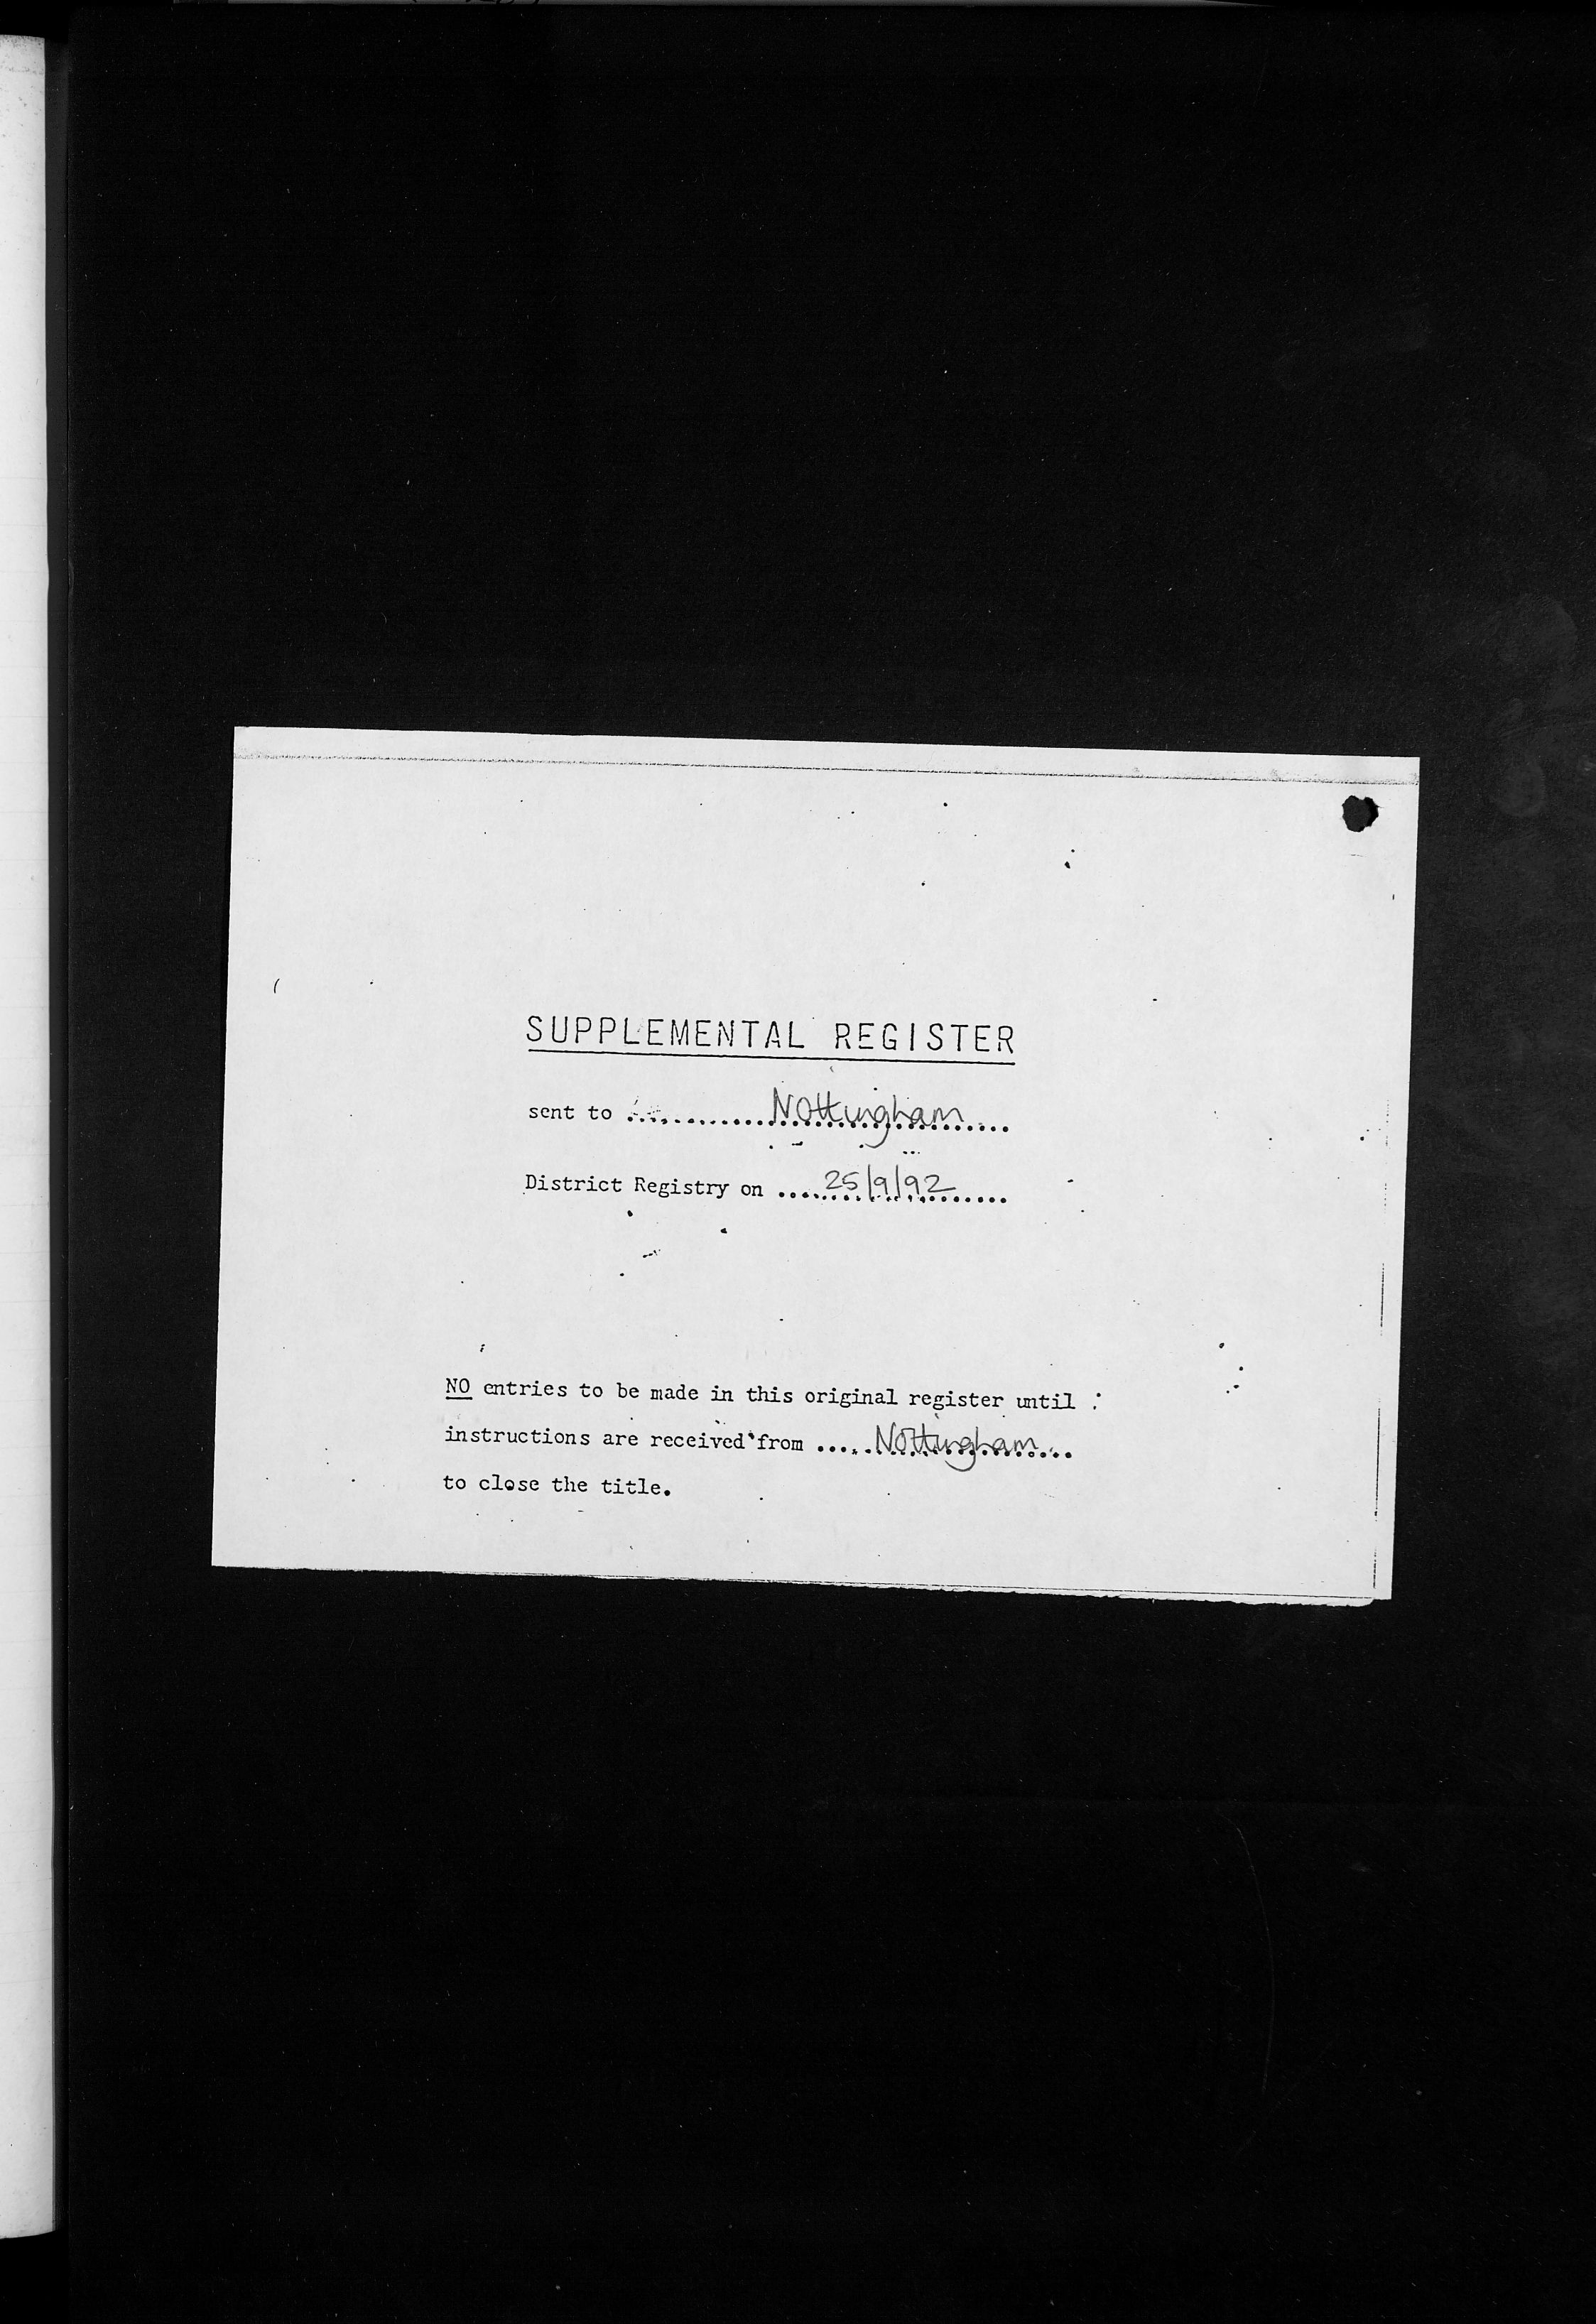 SUPPLEMENTAL REGISTER
sent to .......... Nottingham ......
District Registry on .... 25/9/92 ......
NO entries to be made in this original register until
instructions are received from ..... Nottingham ....
to close the title.